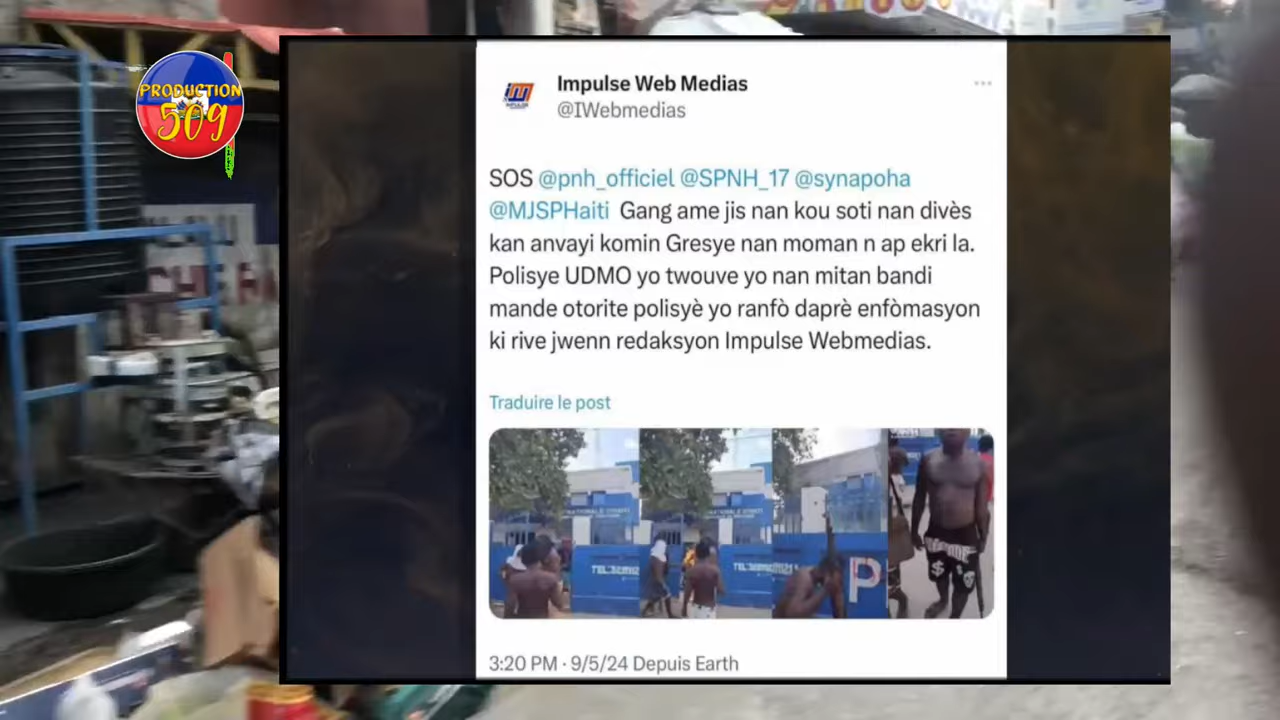 PRODUCTION
509
Impulse Web Medias
@IWebmedias
SOS @pnh_officiel @SPNH_17 @synapoha
@MJSPHaiti Gang ame jis nan kou soti nan divès
kan anvayi komin Gresye nan moman n ap ekri la.
Polisye UDMO yo twouve yo nan mitan bandi
mande otorite polisyè yo ranfò daprè enfòmasyon
ki rive jwenn redaksyon Impulse Webmedias.
Traduire le post
P
3:20 PM · 9/5/24 Depuis Earth